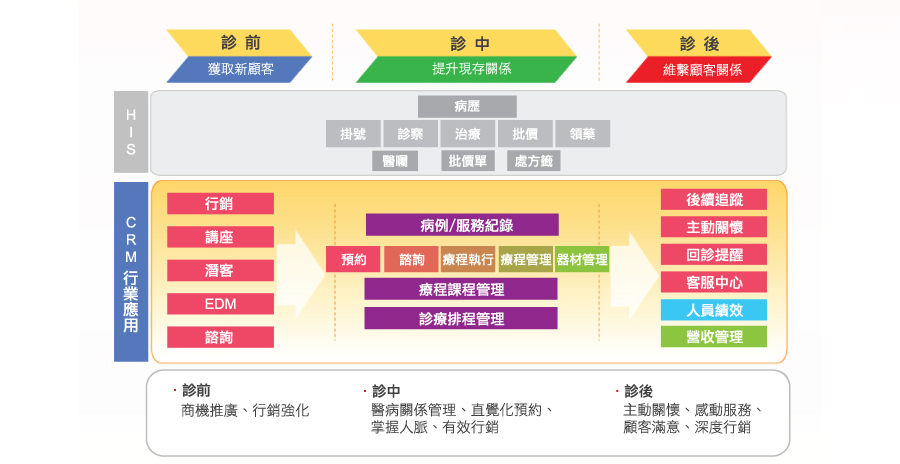 診 前
獲取新顧客
診 中
提升現存關係
診 後
維繫顧客關係
HIS
病歷
掛號 診察 治療 批價 領藥
醫囑 批價單 處方籤
CRM行業應用
行銷
講座
潛客
EDM
諮詢
病例/服務紀錄
預約 諮詢 療程執行 療程管理 器材管理
療程課程管理
診療排程管理
後續追蹤
主動關懷
回診提醒
客服中心
人員績效
營收管理
· 診前
商機推廣、行銷強化
· 診中
醫病關係管理、直覺化預約、
掌握人脈、有效行銷
· 診後
主動關懷、感動服務、
顧客滿意、深度行銷